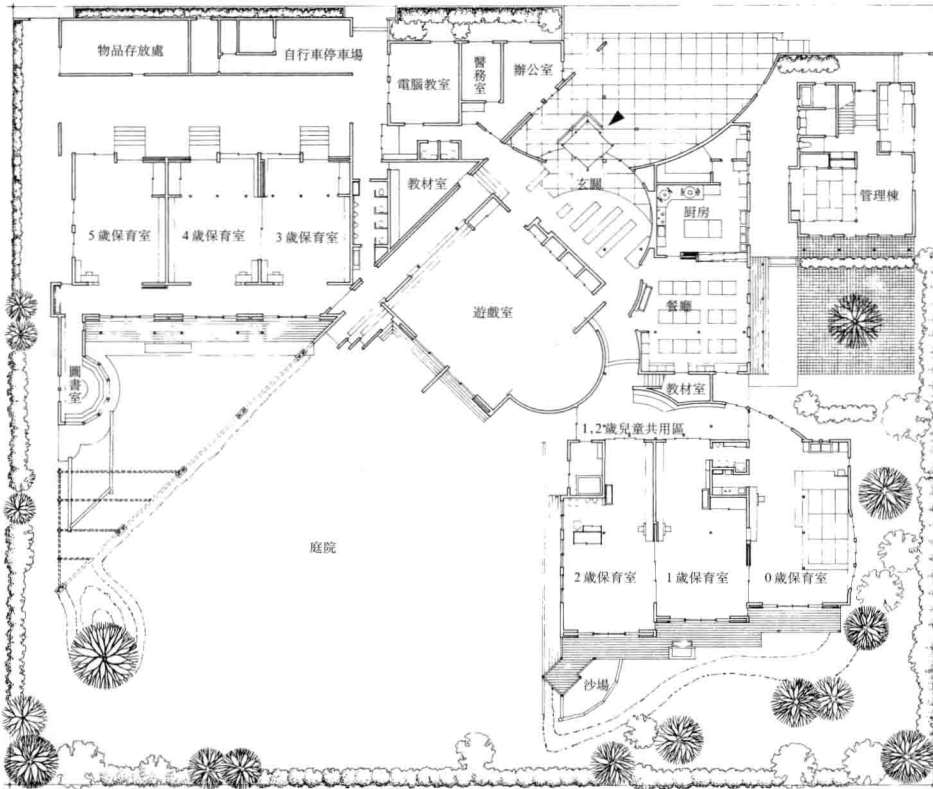 物品存放處
自行車停車場
電腦教室
醫務室
辦公室
玄關
教材室
厨房
管理棟
5歲保育室
4歲保育室
3歲保育室
遊戲室
餐廳
圖書室
教材室
1,2歲兒童共用區
庭院
2歲保育室
1歲保育室
0歲保育室
沙場